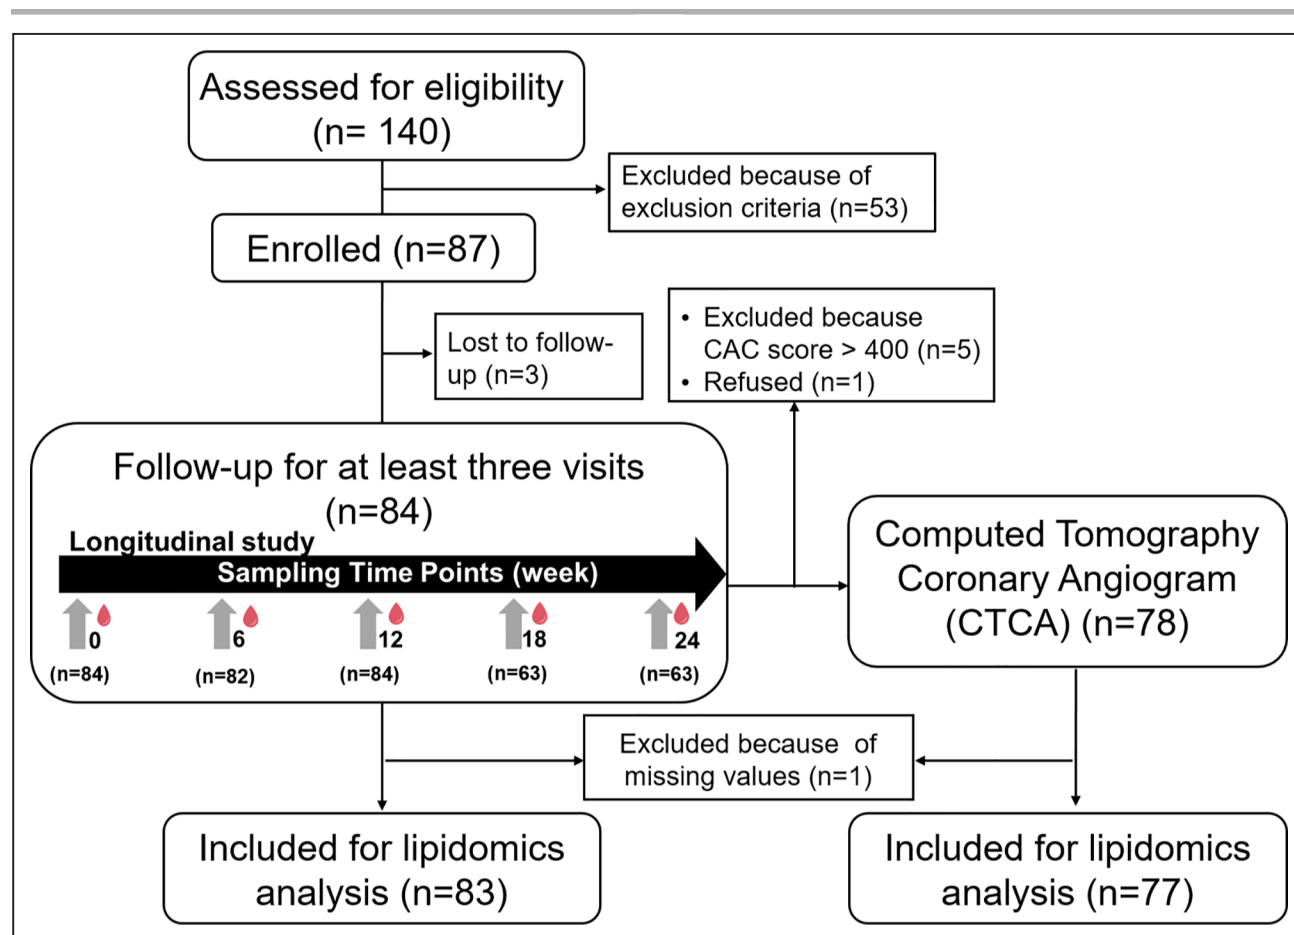 Assessed for eligibility
(n= 140)
Excluded because of
exclusion criteria (n=53)
Enrolled (n=87)
Lost to follow-
up (n=3)
• Excluded because
CAC score > 400 (n=5)
• Refused (n=1)
Follow-up for at least three visits
(n=84)
Longitudinal study
Sampling Time Points (week)
0 6 12 18 24
(n=84) (n=82) (n=84) (n=63) (n=63)
Computed Tomography
Coronary Angiogram
(CTCA) (n=78)
Excluded because of
missing values (n=1)
Included for lipidomics
analysis (n=83)
Included for lipidomics
analysis (n=77)